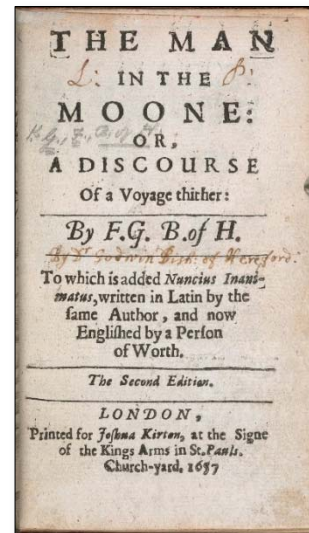 THE MAN
IN THE
MOONE:
OR,
A DISCOURSE
Of a Voyage thither:
By F.G. B. of H.
By Dr Godwin Bish: of Hereford:
To which is added Nuncius Inani-
matus, written in Latin by the
same Author, and now
Englished by a Person
of Worth.
The Second Edition.
LONDON,
Printed for Joshua Kirton, at the Signe
of the Kings Arms in St. Pauls
Church-yard, 1657